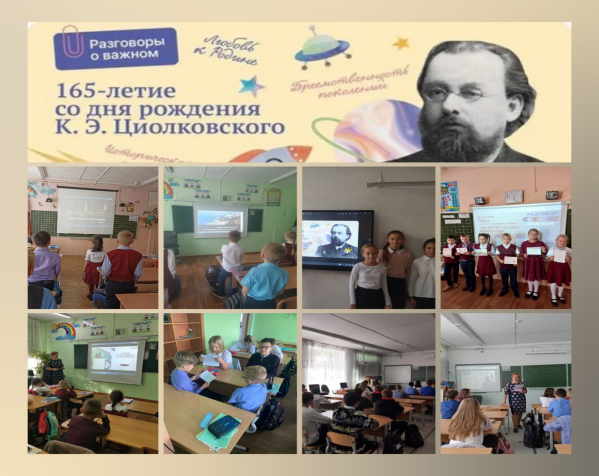 Разговоры
о важном
Любовь
к Родине
Преемственность
поколений
165-летие
со дня рождения
К. Э. Циолковского